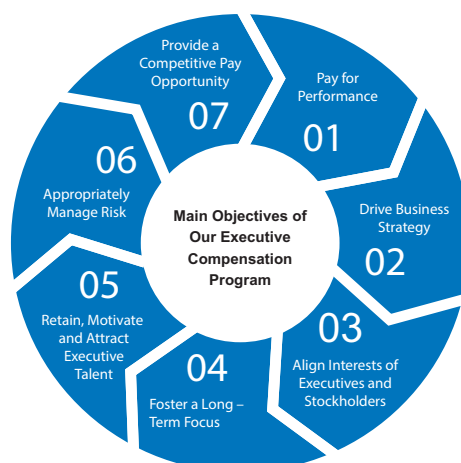 Main Objectives of
Our Executive
Compensation
Program
Pay for
Performance
01
Drive Business
Strategy
02
03
Align Interests of
Executives and
Stockholders
04
Foster a Long –
Term Focus
05
Retain, Motivate
and Attract
Executive
Talent
06
Appropriately
Manage Risk
Provide a
Competitive Pay
Opportunity
07